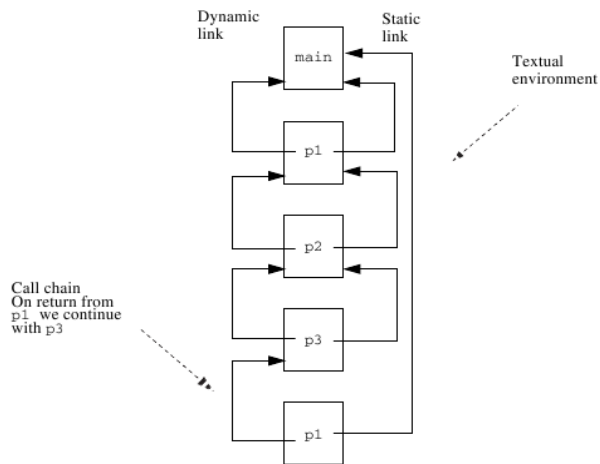 Dynamic
link
Static
link
main
Textual
environment
p1
p2
Call chain
On return from
p1 we continue
with p3
p3
p1